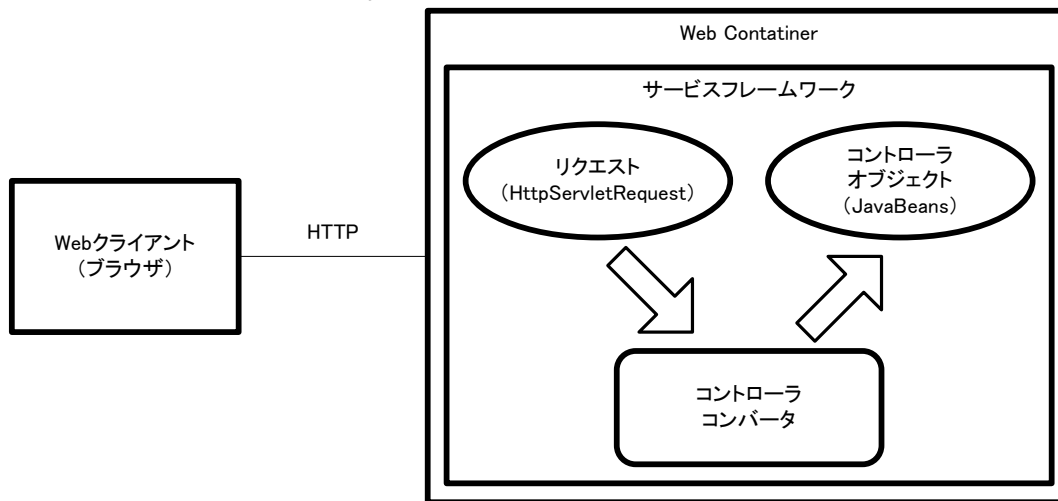 Web Contatiner
サービスフレームワーク
リクエスト
(HttpServletRequest)
コントローラ
オブジェクト
(JavaBeans)
Webクライアント
(ブラウザ)
HTTP
コントローラ
コンバータ